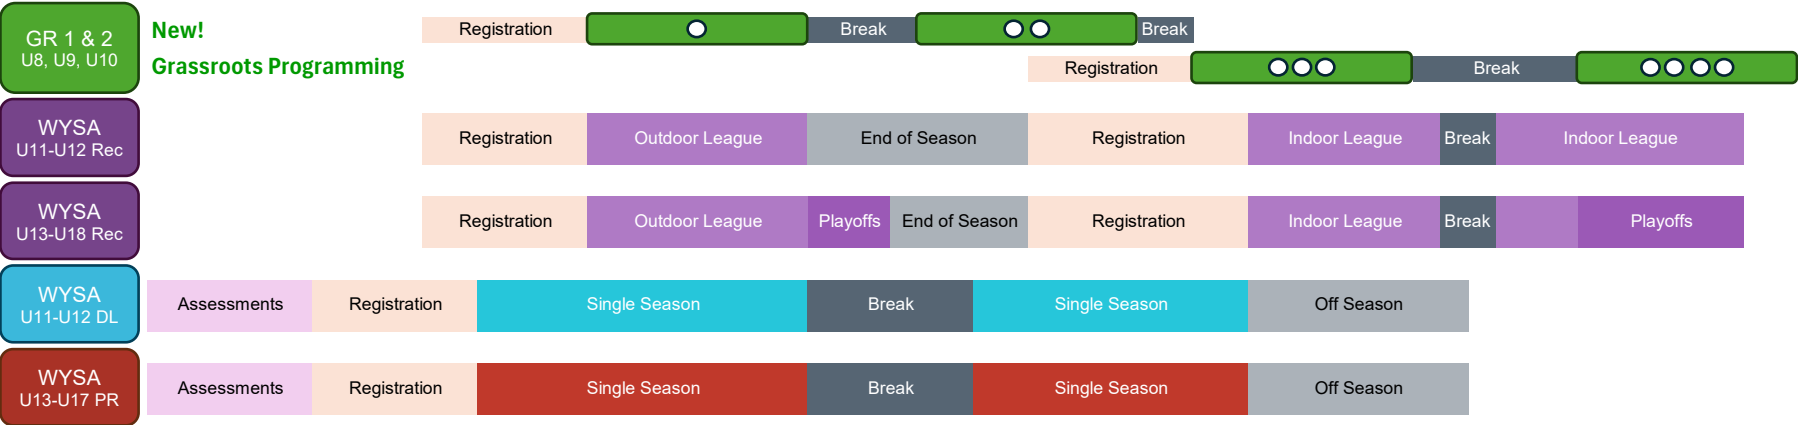 GR 1 & 2
U8, U9, U10
New!
Grassroots Programming
Registration
Break
Break
Registration
Break
WYSA
U11-U12 Rec
Registration
Outdoor League
End of Season
Registration
Indoor League
Break
Indoor League
WYSA
U13-U18 Rec
Registration
Outdoor League
Playoffs
End of Season
Registration
Indoor League
Break
Playoffs
WYSA
U11-U12 DL
Assessments
Registration
Single Season
Break
Single Season
Off Season
WYSA
U13-U17 PR
Assessments
Registration
Single Season
Break
Single Season
Off Season